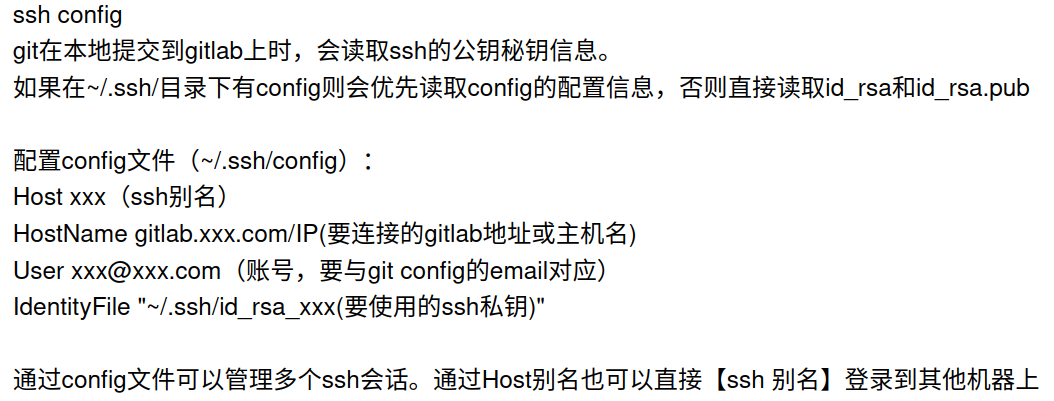 ssh config
git在本地提交到gitlab上时，会读取ssh的公钥秘钥信息。
如果在~/.ssh/目录下有config则会优先读取config的配置信息，否则直接读取id_rsa和id_rsa.pub
配置config文件（~/.ssh/config）：
Host xxx（ssh别名）
HostName gitlab.xxx.com/IP(要连接的gitlab地址或主机名)
User xxx@xxx.com（账号，要与git config的email对应）
IdentityFile "~/.ssh/id_rsa_xxx(要使用的ssh私钥)"
通过config文件可以管理多个ssh会话。通过Host别名也可以直接【ssh 别名】登录到其他机器上